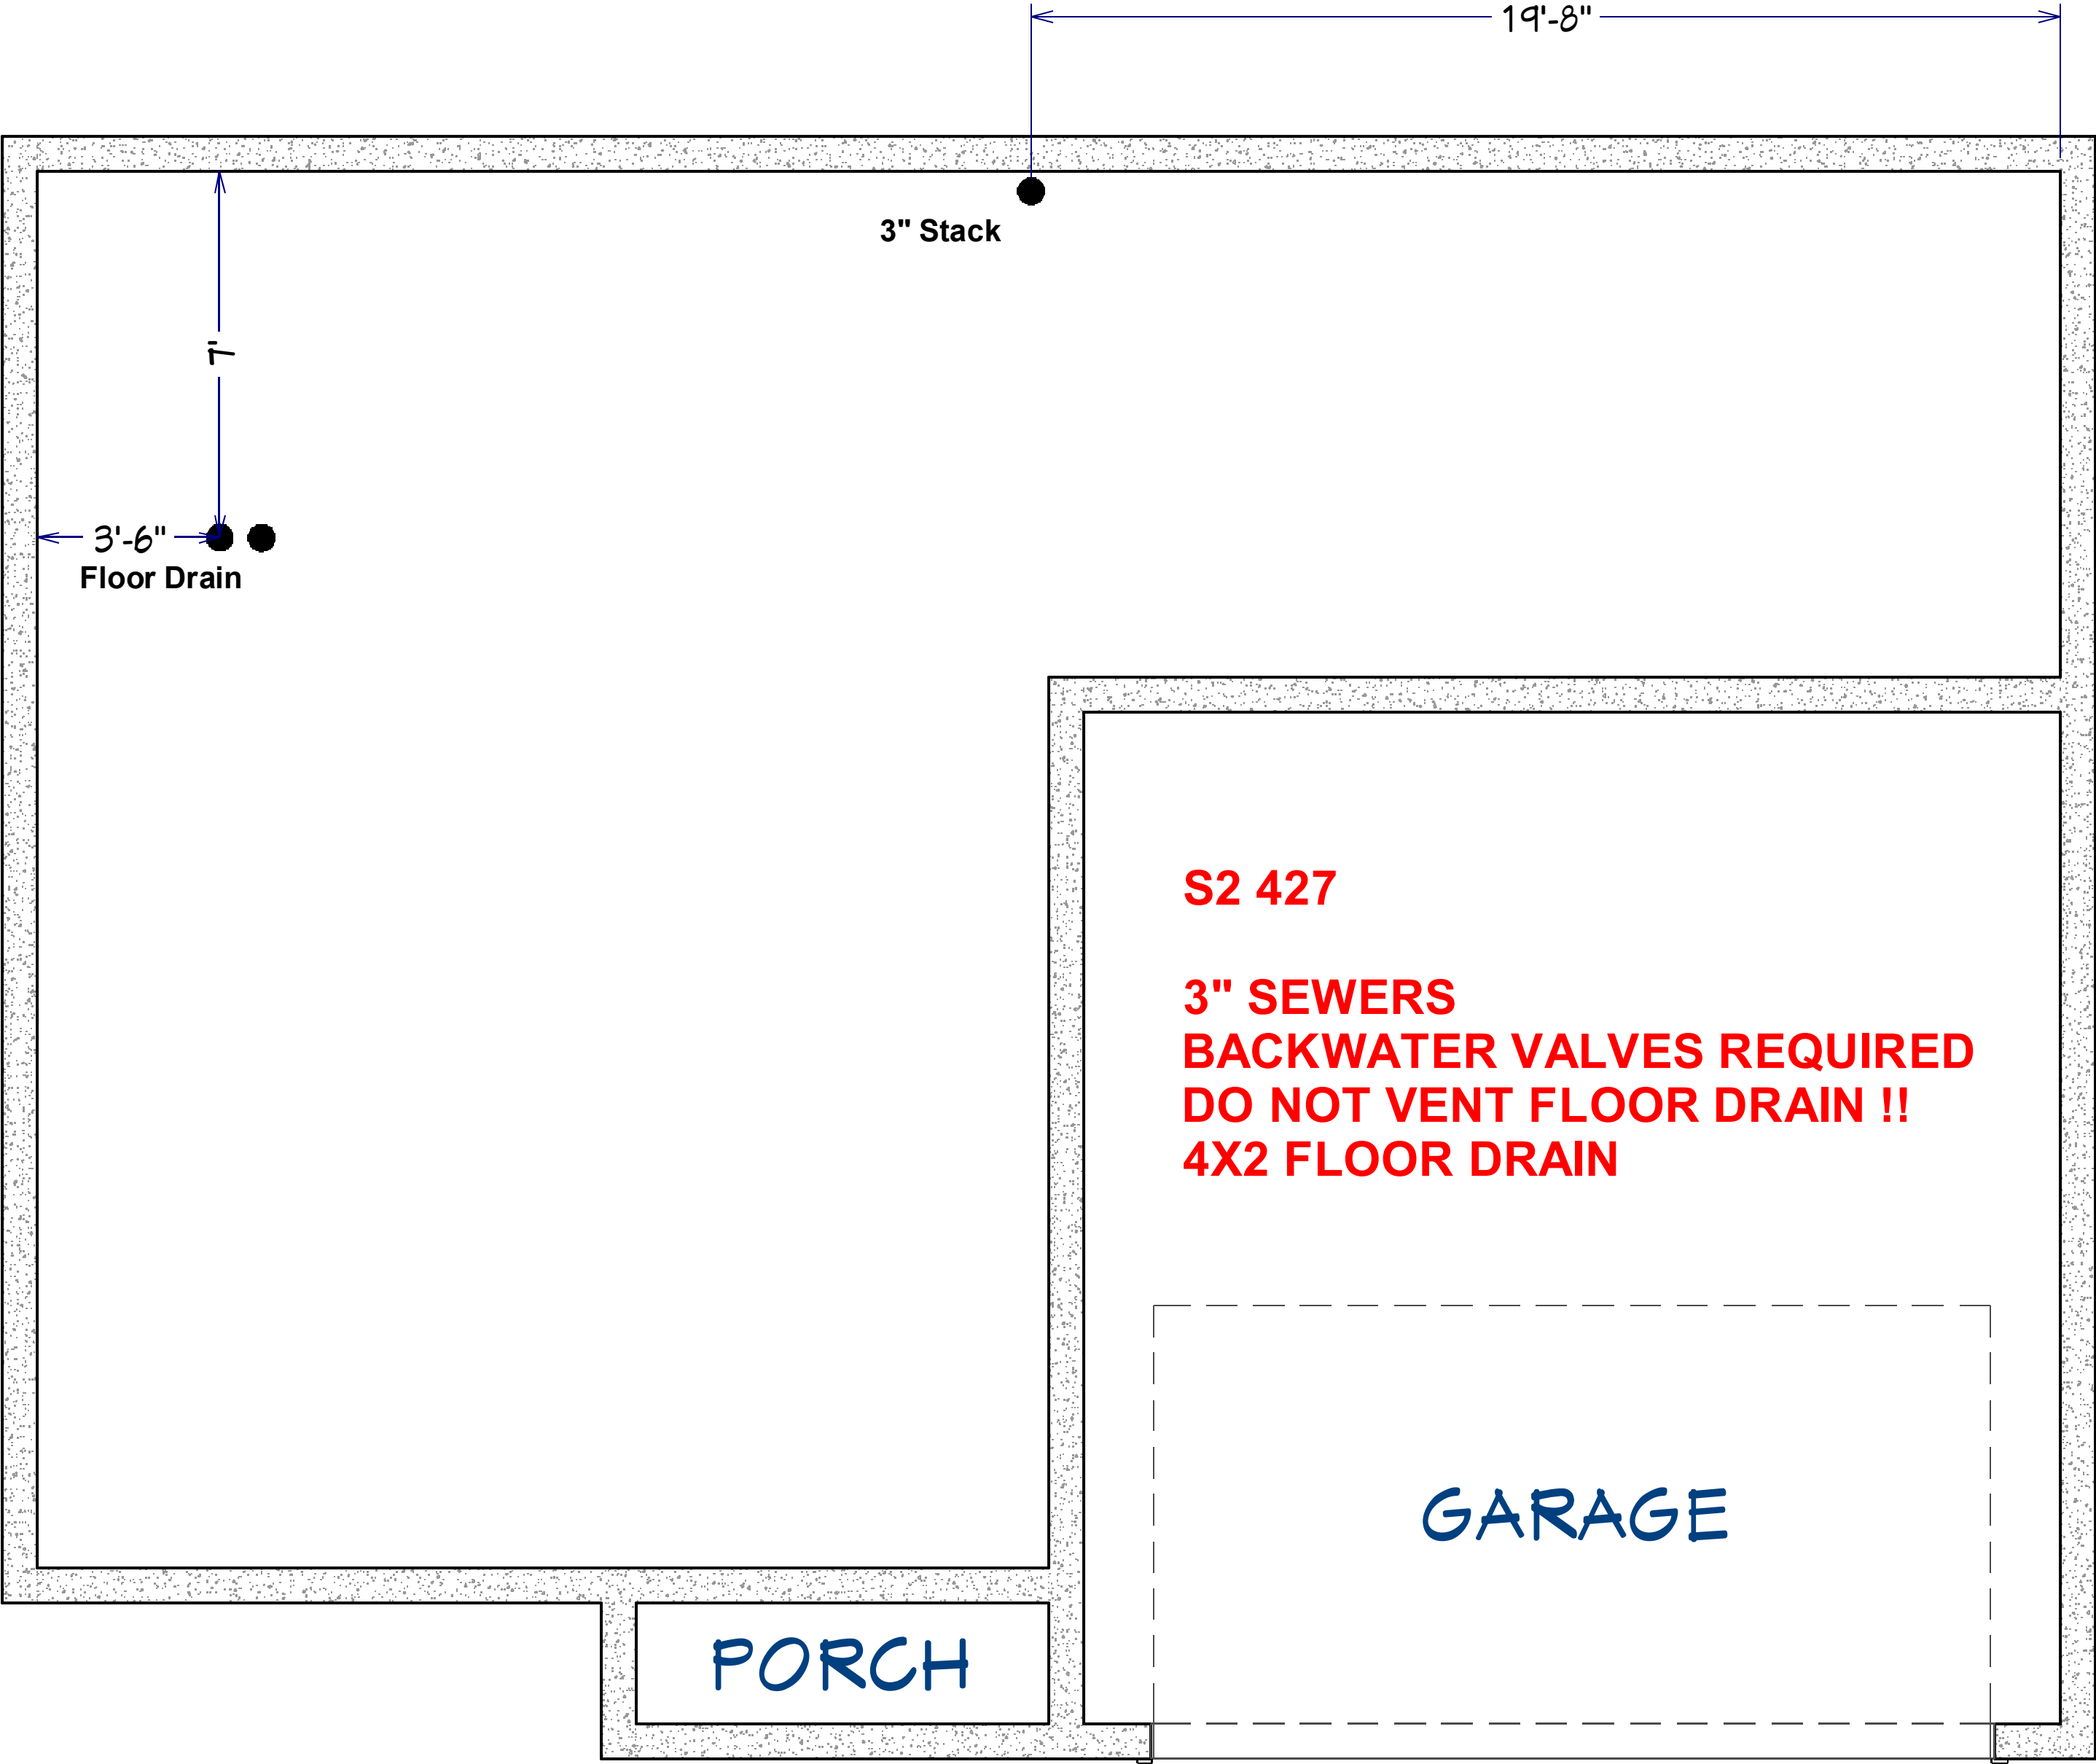 19'-8"
3" Stack
7'
3'-6"
Floor Drain
S2 427
3" SEWERS
BACKWATER VALVES REQUIRED
DO NOT VENT FLOOR DRAIN !!
4X2 FLOOR DRAIN
GARAGE
PORCH